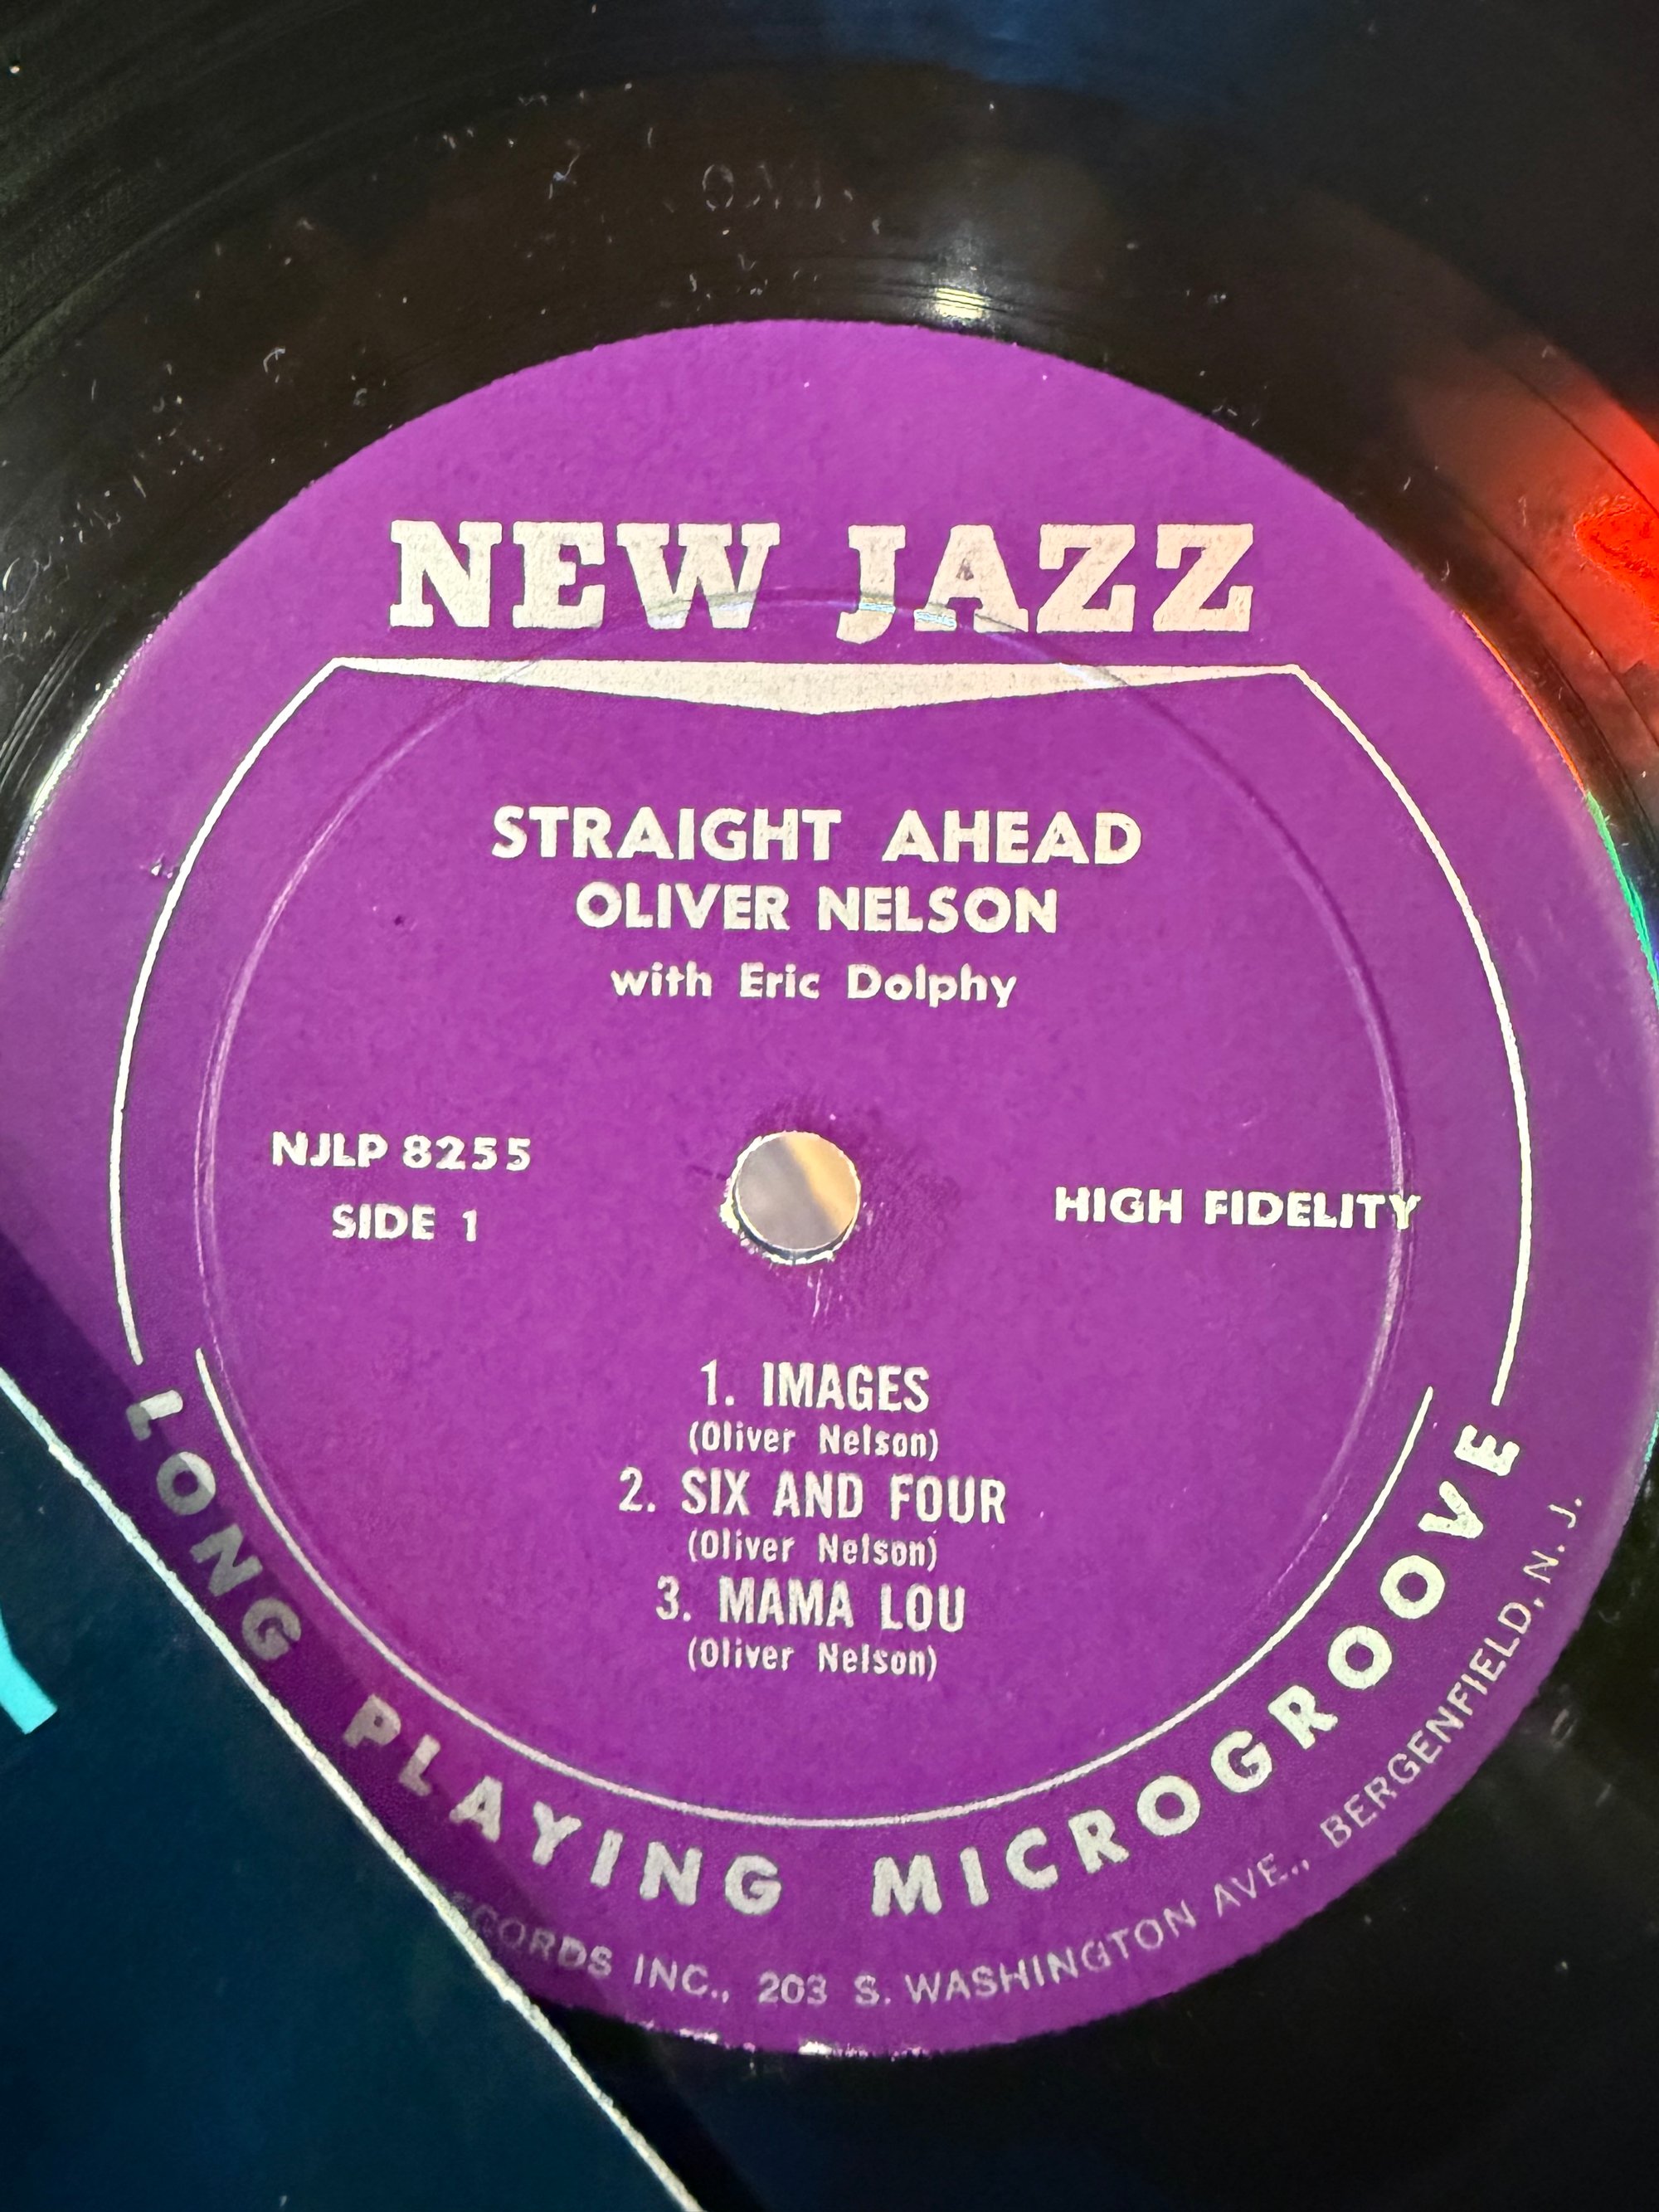 NEW JAZZ
STRAIGHT AHEAD
OLIVER NELSON
with Eric Dolphy
NJLP 8255
SIDE 1
HIGH FIDELITY
1. IMAGES
(Oliver Nelson)
2. SIX AND FOUR
(Oliver Nelson)
3. MAMA LOU
(Oliver Nelson)
LONG PLAYING MICROGROOVE
INC., 203 S. WASHINGTON AVE., BERGENFIELD, N. J.